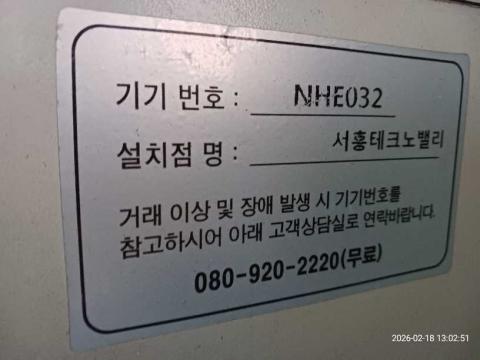 기기 번호 : NHE032
설치점 명 : 서흥테크노밸리
거래 이상 및 장애 발생 시 기기번호를
참고하시어 아래 고객상담실로 연락바랍니다.
080-920-2220(무료)
2026-02-18 13:02:51